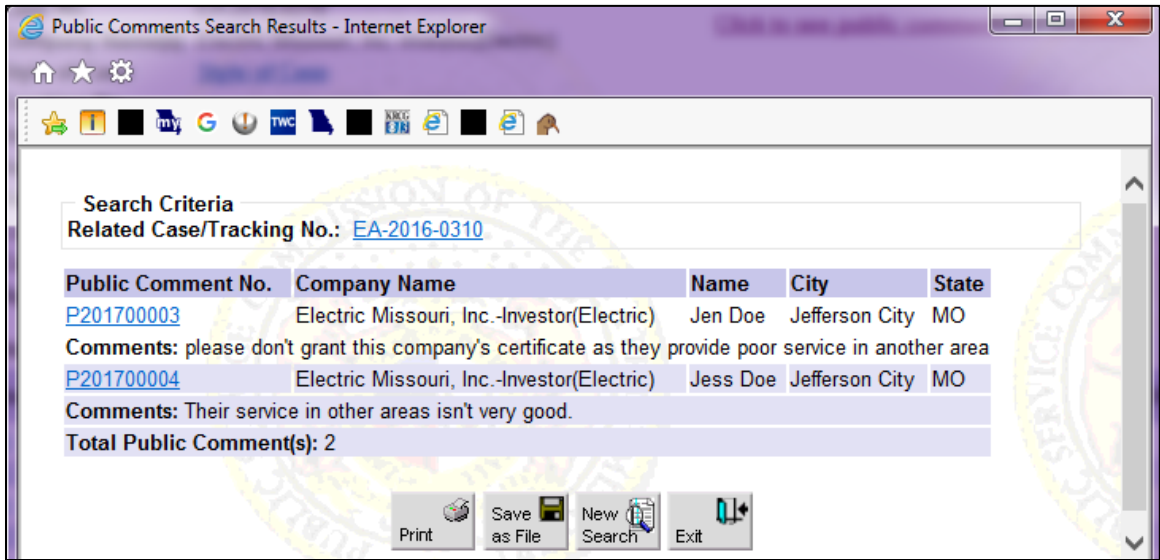 Public Comments Search Results - Internet Explorer
my G TWC
Search Criteria
Related Case/Tracking No.: EA-2016-0310
Public Comment No. Company Name Name City State
P201700003 Electric Missouri, Inc.-Investor(Electric) Jen Doe Jefferson City MO
Comments: please don't grant this company's certificate as they provide poor service in another area
P201700004 Electric Missouri, Inc.-Investor(Electric) Jess Doe Jefferson City MO
Comments: Their service in other areas isn't very good.
Total Public Comment(s): 2
Print Save as File New Search Exit